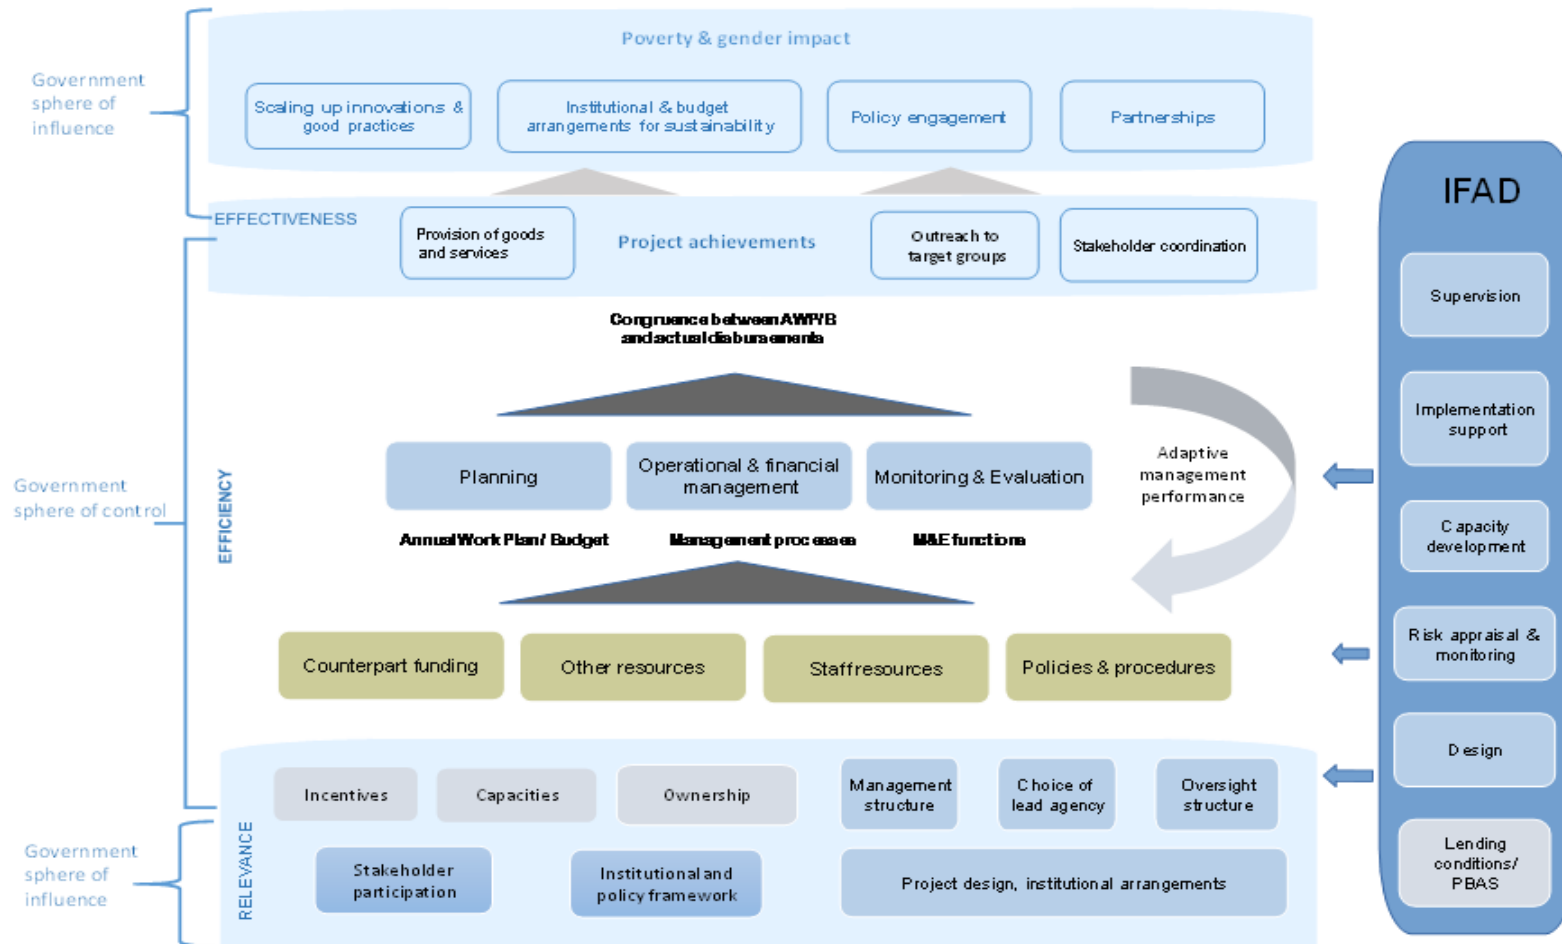 Poverty & gender impact
Government
sphere of
influence
Scaling up innovations &
good practices
Institutional & budget
arrangements for sustainability
Policy engagement
Partnerships
IFAD
EFFECTIVENESS
Provision of goods
and services
Project achievements
Outreach to
target groups
Stakeholder coordination
Supervision
Congruence between AWP/B
and actual disbursements
Implementation
support
Government
sphere of control
EFFICIENCY
Planning
Operational & financial
management
Monitoring & Evaluation
Adaptive
management
performance
Annual Work Plan / Budget
Management processes
M&E functions
Capacity
development
Counterpart funding
Other resources
Staff resources
Policies & procedures
Risk appraisal &
monitoring
Government
sphere of
influence
RELEVANCE
Incentives
Capacities
Ownership
Management
structure
Choice of
lead agency
Oversight
structure
Design
Stakeholder
participation
Institutional and
policy framework
Project design, institutional arrangements
Lending
conditions/
PBAS